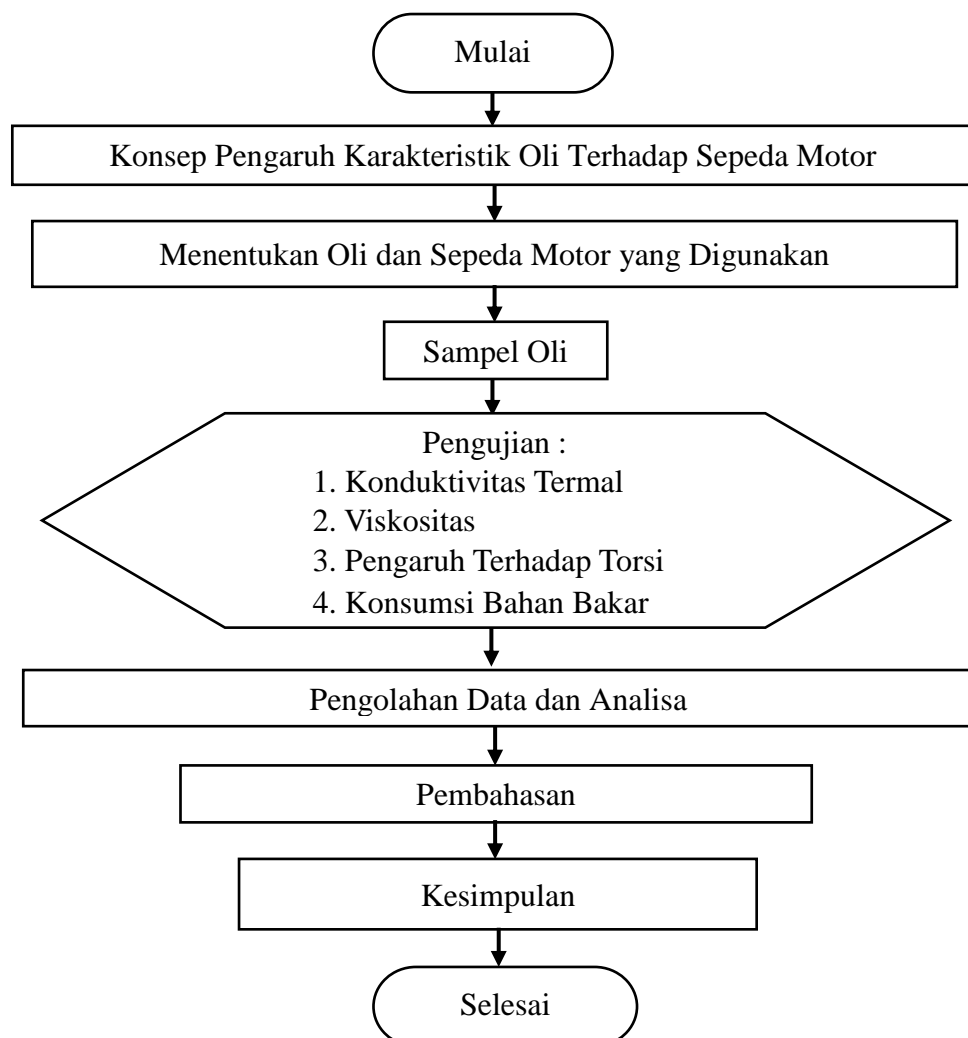 Mulai
Konsep Pengaruh Karakteristik Oli Terhadap Sepeda Motor
Menentukan Oli dan Sepeda Motor yang Digunakan
Sampel Oli
Pengujian :
1. Konduktivitas Termal
2. Viskositas
3. Pengaruh Terhadap Torsi
4. Konsumsi Bahan Bakar
Pengolahan Data dan Analisa
Pembahasan
Kesimpulan
Selesai